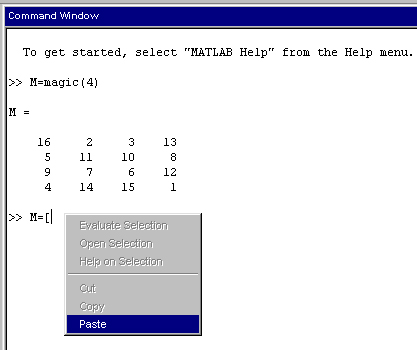 Command Window
To get started, select "MATLAB Help" from the Help menu.
>> M=magic(4)
M =
16 2 3 13
5 11 10 8
9 7 6 12
4 14 15 1
>> M=[
Evaluate Selection
Open Selection
Help on Selection
Cut
Copy
Paste